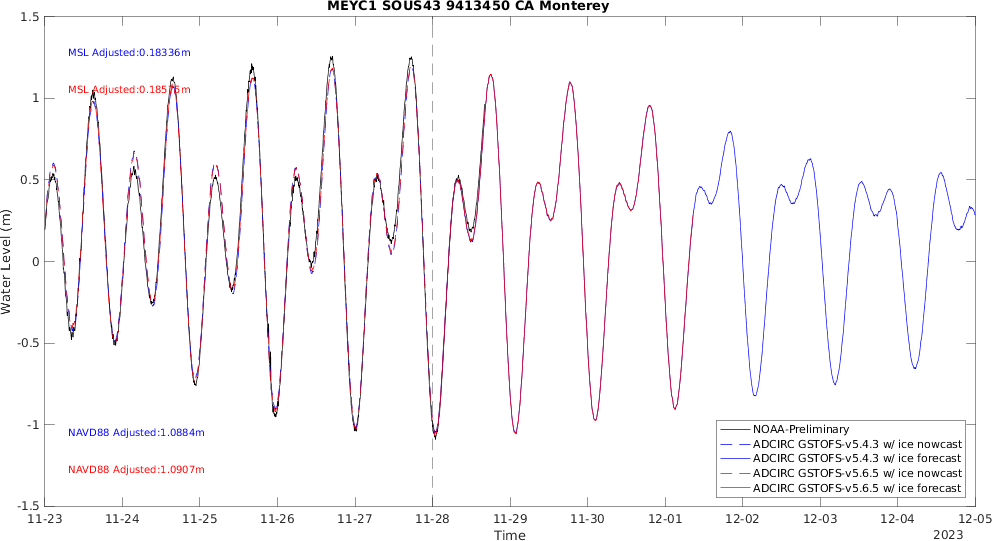 MEYC1 SOUS43 9413450 CA Monterey
1.5
1
0.5
0
-0.5
-1
-1.5
Water Level (m)
MSL Adjusted:0.18336m
NAVD88 Adjusted:1.0884m
NAVD88 Adjusted:1.0907m
NOAA-Preliminary
ADCIRC GSTOFS-v5.4.3 w/ ice nowcast
ADCIRC GSTOFS-v5.4.3 w/ ice forecast
ADCIRC GSTOFS-v5.6.5 w/ ice nowcast
ADCIRC GSTOFS-v5.6.5 w/ ice forecast
11-23 11-24 11-25 11-26 11-27 11-28 11-29 11-30 12-01 12-02 12-03 12-04 12-05
Time
2023